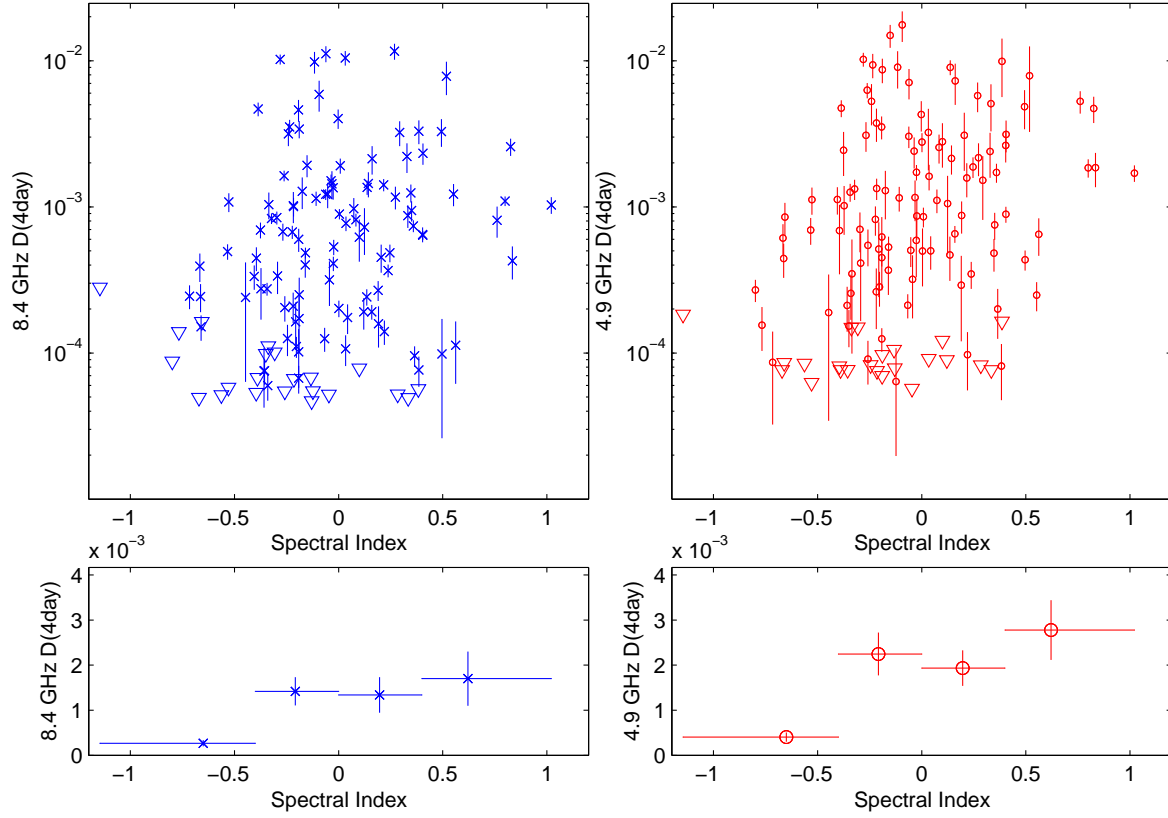 10⁻²
10⁻³
10⁻⁴
8.4 GHz D(4day)
−1 −0.5 0 0.5 1
Spectral Index
10⁻²
10⁻³
10⁻⁴
4.9 GHz D(4day)
−1 −0.5 0 0.5 1
Spectral Index
x 10⁻³
4
3
2
1
0
8.4 GHz D(4day)
−1 −0.5 0 0.5 1
Spectral Index
x 10⁻³
4
3
2
1
0
4.9 GHz D(4day)
−1 −0.5 0 0.5 1
Spectral Index